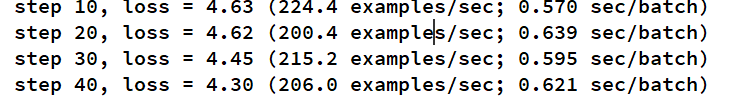 step 10, loss = 4.63 (224.4 examples/sec; 0.570 sec/batch)
step 20, loss = 4.62 (200.4 examples/sec; 0.639 sec/batch)
step 30, loss = 4.45 (215.2 examples/sec; 0.595 sec/batch)
step 40, loss = 4.30 (206.0 examples/sec; 0.621 sec/batch)